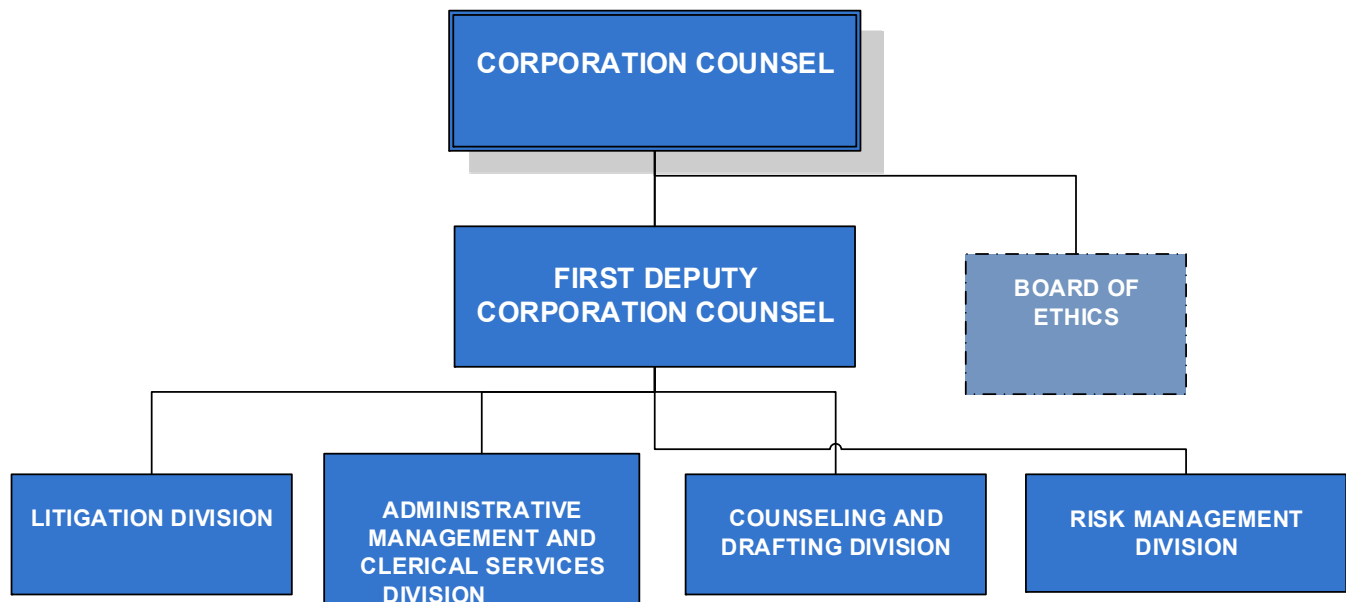 CORPORATION COUNSEL
FIRST DEPUTY
CORPORATION COUNSEL
BOARD OF
ETHICS
LITIGATION DIVISION
ADMINISTRATIVE
MANAGEMENT AND
CLERICAL SERVICES
DIVISION
COUNSELING AND
DRAFTING DIVISION
RISK MANAGEMENT
DIVISION